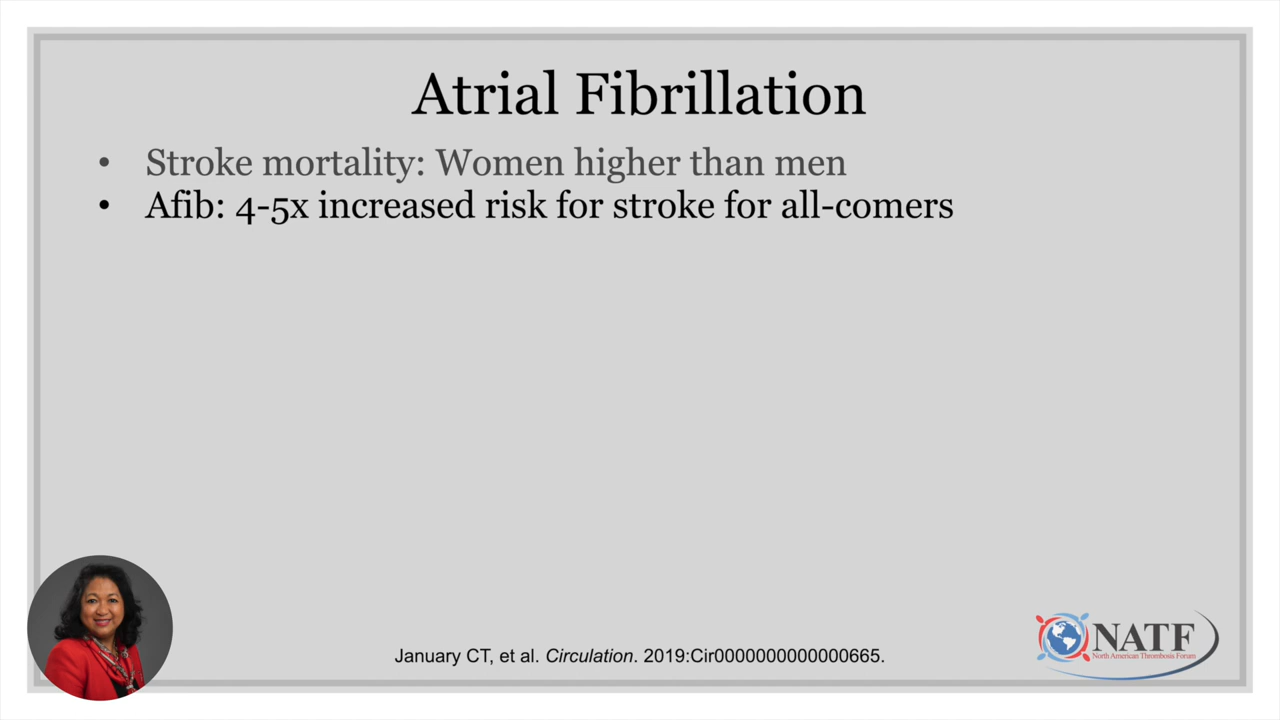 Atrial Fibrillation
• Stroke mortality: Women higher than men
• Afib: 4-5x increased risk for stroke for all-comers
January CT, et al. Circulation. 2019:Cir0000000000000665.
NATF
North American Thrombosis Forum